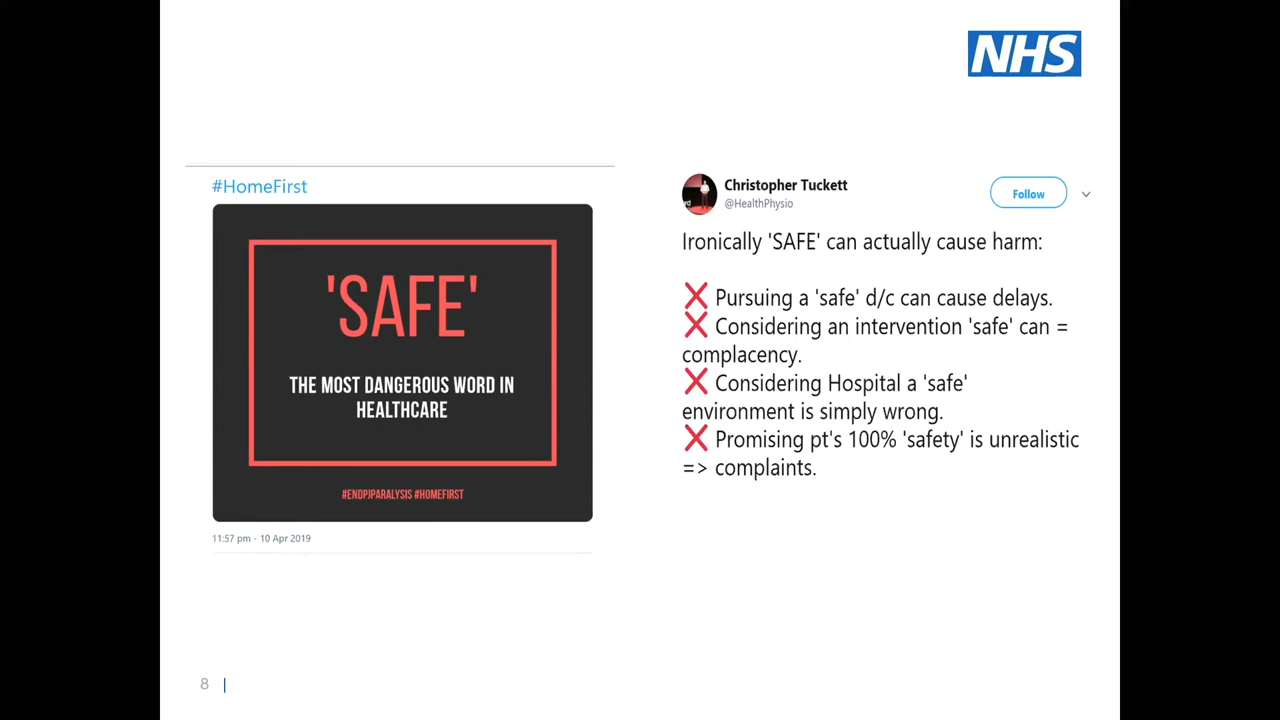 NHS
#HomeFirst
'SAFE'
THE MOST DANGEROUS WORD IN
HEALTHCARE
#ENDPJPARALYSIS #HOMEFIRST
11:57 pm - 10 Apr 2019
Christopher Tuckett
@HealthPhysio
Follow
Ironically 'SAFE' can actually cause harm:
❌ Pursuing a 'safe' d/c can cause delays.
❌ Considering an intervention 'safe' can =
complacency.
❌ Considering Hospital a 'safe'
environment is simply wrong.
❌ Promising pt's 100% 'safety' is unrealistic
=> complaints.
8 |